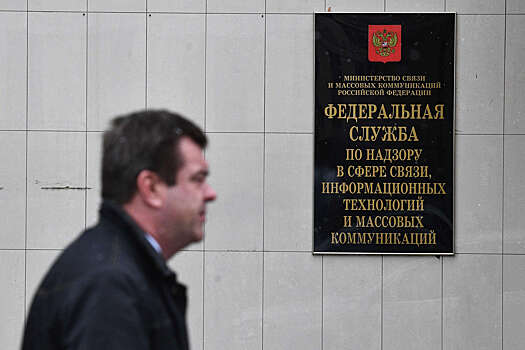 МИНИСТЕРСТВО СВЯЗИ
И МАССОВЫХ КОММУНИКАЦИЙ
РОССИЙСКОЙ ФЕДЕРАЦИИ
ФЕДЕРАЛЬНАЯ
СЛУЖБА
ПО НАДЗОРУ
В СФЕРЕ СВЯЗИ,
ИНФОРМАЦИОННЫХ
ТЕХНОЛОГИЙ
И МАССОВЫХ
КОММУНИКАЦИЙ